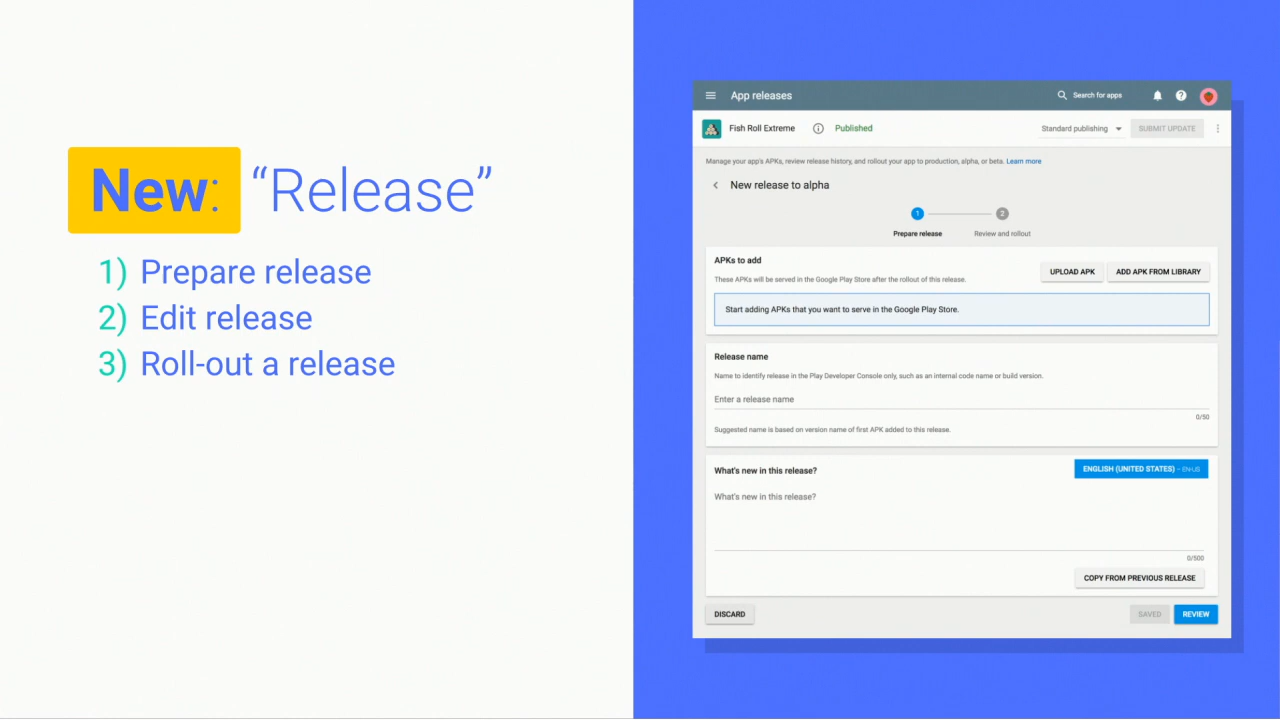 New: “Release”
1) Prepare release
2) Edit release
3) Roll-out a release
App releases
Search for apps
Fish Roll Extreme
Published
Standard publishing
SUBMIT UPDATE
Manage your app's APKs, review release history, and rollout your app to production, alpha, or beta. Learn more
New release to alpha
1
2
Prepare release
Review and rollout
APKs to add
These APKs will be served in the Google Play Store after the rollout of this release.
UPLOAD APK
ADD APK FROM LIBRARY
Start adding APKs that you want to serve in the Google Play Store.
Release name
Name to identify release in the Play Developer Console only, such as an internal code name or build version.
Enter a release name
0/50
Suggested name is based on version name of first APK added to this release.
What's new in this release?
ENGLISH (UNITED STATES) – EN-US
What's new in this release?
0/500
COPY FROM PREVIOUS RELEASE
DISCARD
SAVED
REVIEW